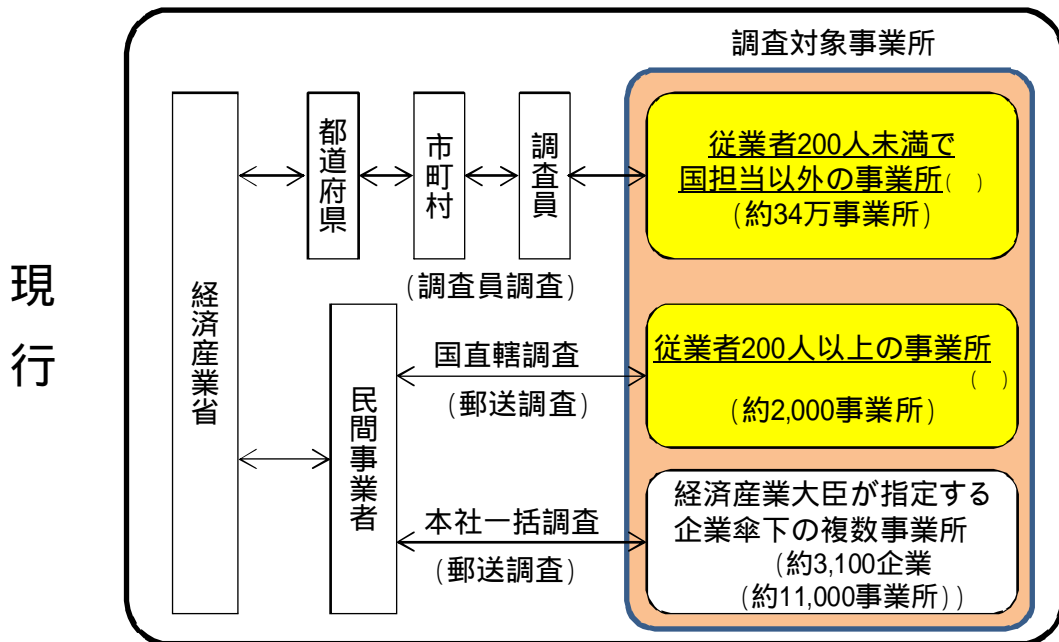 現行
調査対象事業所
経済産業省
都道府県
市町村
調査員
(調査員調査)
従業者200人未満で
国担当以外の事業所( )
(約34万事業所)
民間事業者
国直轄調査
(郵送調査)
従業者200人以上の事業所
( )
(約2,000事業所)
本社一括調査
(郵送調査)
経済産業大臣が指定する
企業傘下の複数事業所
(約3,100企業
(約11,000事業所))